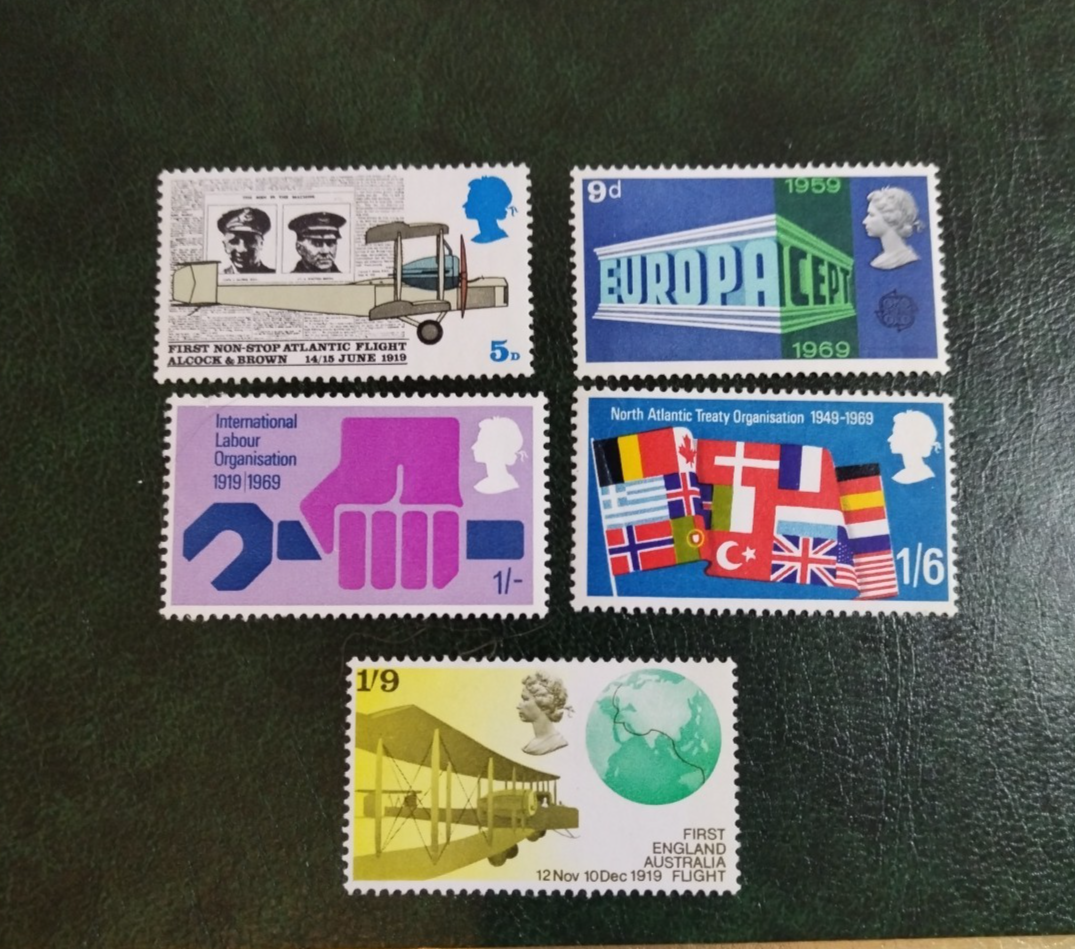 FIRST NON-STOP ATLANTIC FLIGHT
ALCOCK & BROWN 14/15 JUNE 1919
5D
9d
1959
EUROPA CEPT
1969
International
Labour
Organisation
1919|1969
1/-
North Atlantic Treaty Organisation 1949-1969
1/6
1/9
FIRST
ENGLAND
AUSTRALIA
12 Nov 10 Dec 1919 FLIGHT